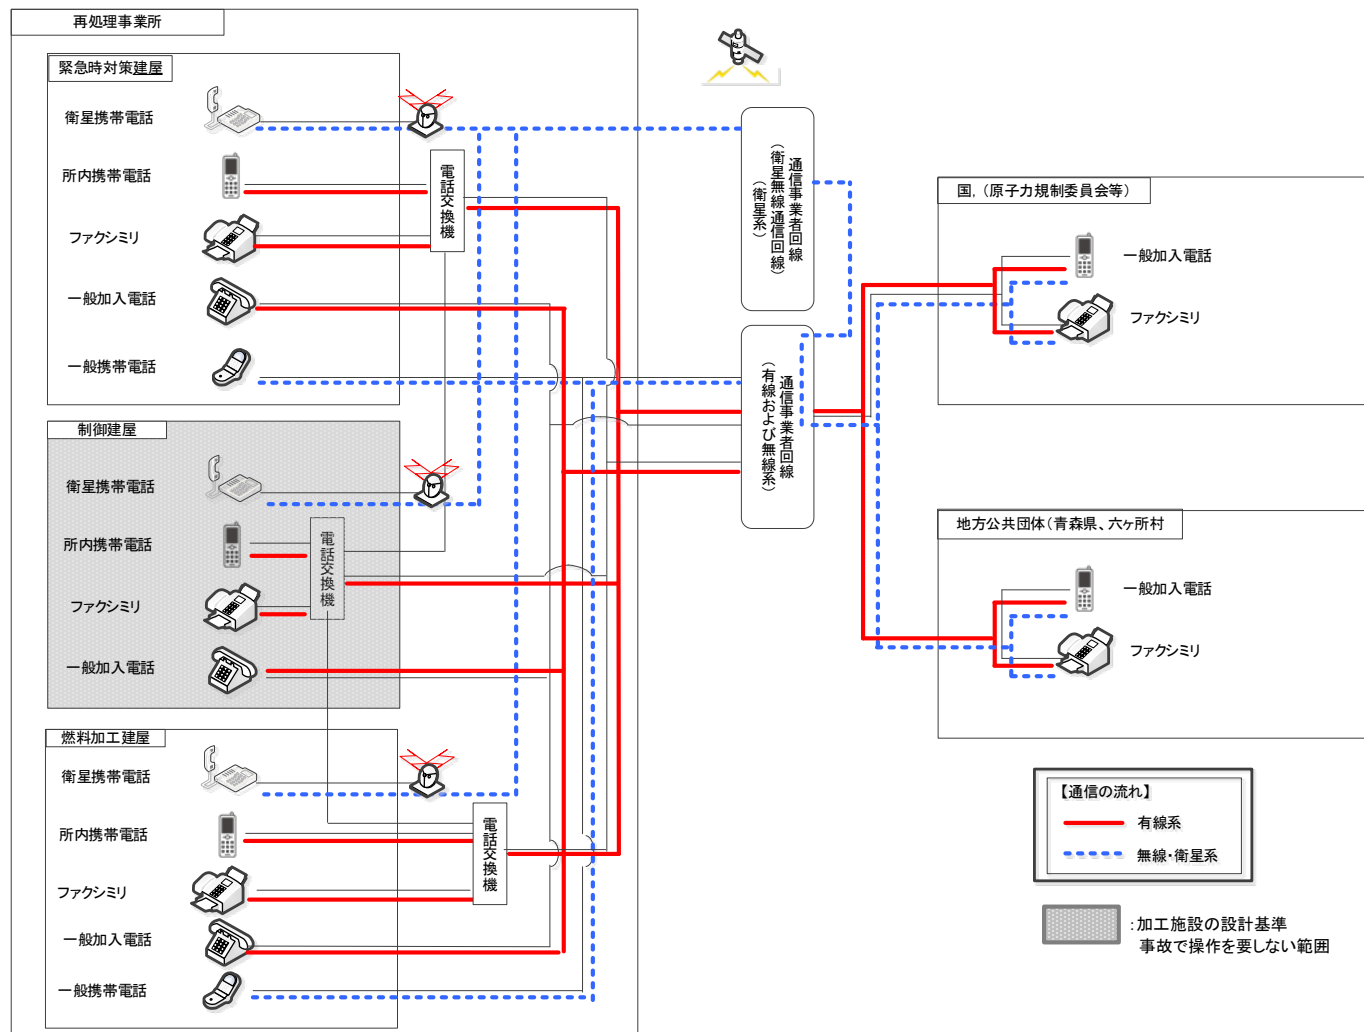 再処理事業所
緊急時対策建屋
衛星携帯電話
所内携帯電話
ファクシミリ
一般加入電話
一般携帯電話
電話交換機
制御建屋
衛星携帯電話
所内携帯電話
ファクシミリ
一般加入電話
電話交換機
燃料加工建屋
衛星携帯電話
所内携帯電話
ファクシミリ
一般加入電話
一般携帯電話
電話交換機
通信事業者回線
(衛星無線通信回線)
(衛星系)
通信事業者回線
(有線および無線系)
国,（原子力規制委員会等）
一般加入電話
ファクシミリ
地方公共団体(青森県、六ヶ所村
一般加入電話
ファクシミリ
【通信の流れ】
有線系
無線・衛星系
:加工施設の設計基準
事故で操作を要しない範囲